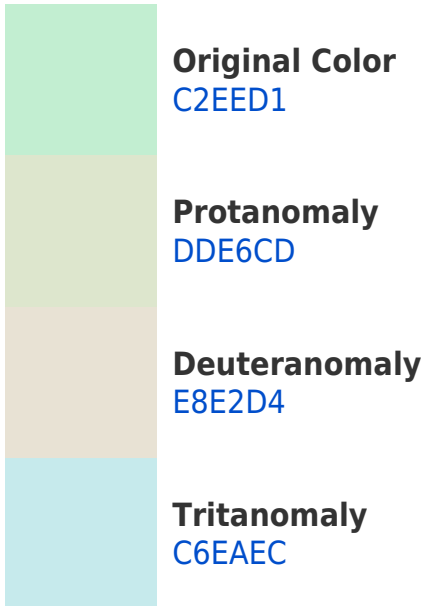 Original Color
C2EED1
Protanomaly
DDE6CD
Deuteranomaly
E8E2D4
Tritanomaly
C6EAEC